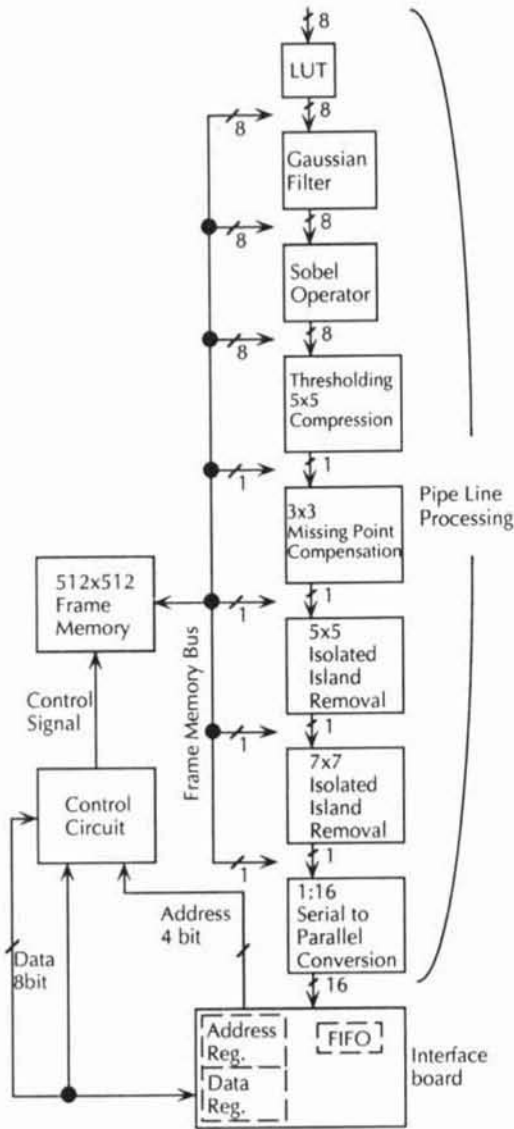 8
LUT
8
8
Gaussian
Filter
8
8
Sobel
Operator
8
8
Thresholding
5x5
Compression
1
1
3x3
Missing Point
Compensation
Pipe Line
Processing
512x512
Frame
Memory
1
1
5x5
Isolated
Island
Removal
Control
Signal
Frame Memory Bus
1
1
7x7
Isolated
Island
Removal
Control
Circuit
1
1
1;16
Serial to
Parallel
Conversion
Address
4 bit
Data
8bit
16
Address
Reg.
FIFO
Data
Reg.
Interface
board